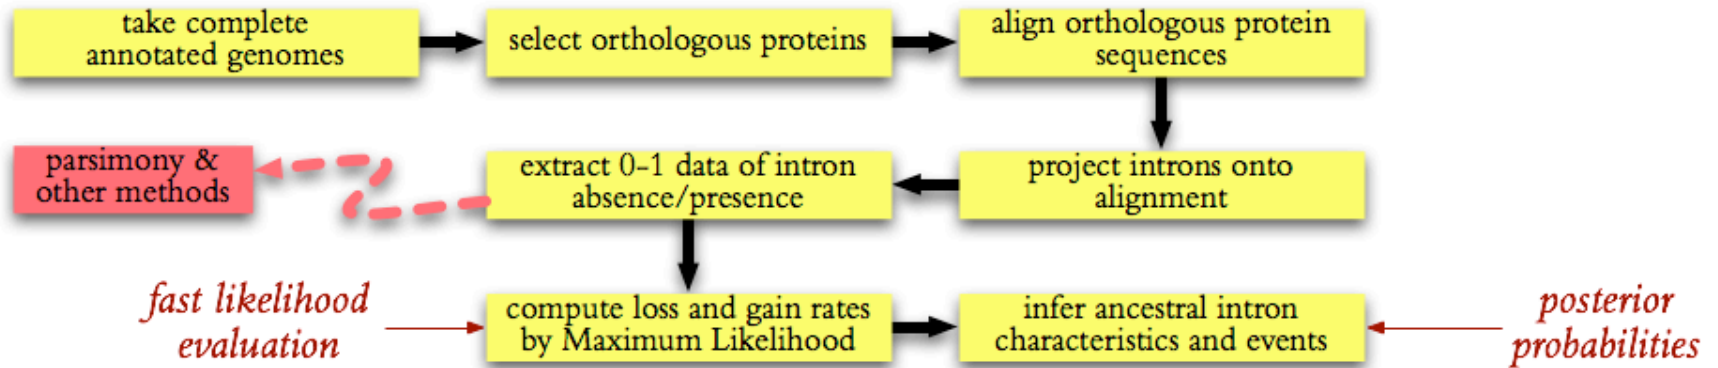 take complete
annotated genomes
select orthologous proteins
align orthologous protein
sequences
parsimony &
other methods
extract 0-1 data of intron
absence/presence
project introns onto
alignment
fast likelihood
evaluation
compute loss and gain rates
by Maximum Likelihood
infer ancestral intron
characteristics and events
posterior
probabilities